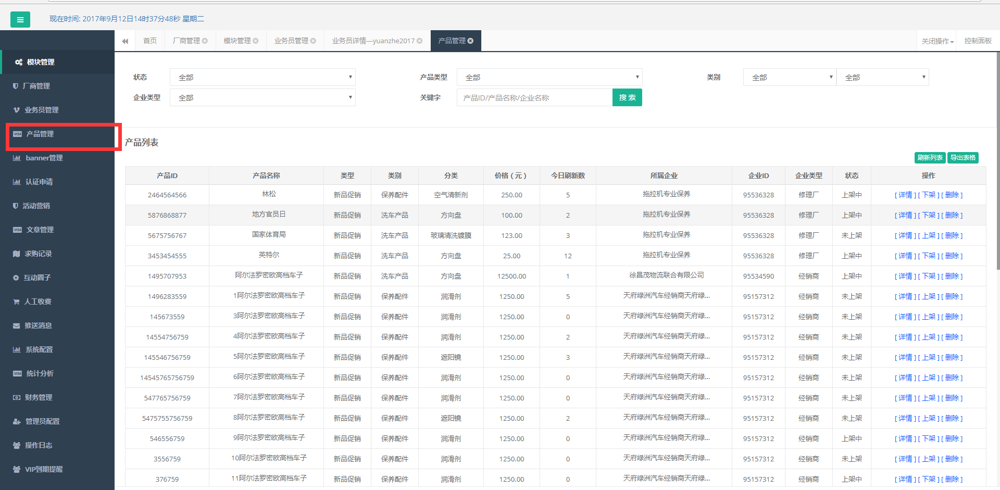 现在时间: 2017年9月12日14时37分48秒 星期二
首页 厂商管理 模块管理 业务员管理 业务员详情—yuanzhe2017 产品管理 关闭操作 控制面板
模块管理
厂商管理
业务员管理
产品管理
banner管理
认证申请
活动营销
文章管理
求购记录
互动圈子
人工收费
推送消息
系统配置
统计分析
财务管理
管理员配置
操作日志
VIP到期提醒
状态 全部 产品类型 全部 类别 全部 全部
企业类型 全部 关键字 产品ID/产品名称/企业名称 搜 索
产品列表
刷新列表 导出表格
产品ID 产品名称 类型 类别 分类 价格（元） 今日刷新数 所属企业 企业ID 企业类型 状态 操作
2464564566 林松 新品促销 保养配件 空气清新剂 250.00 5 拖拉机专业保养 95536328 修理厂 上架中 [ 详情 ] [ 下架 ] [ 删除 ]
5876868877 地方官员日 新品促销 洗车产品 方向盘 100.00 2 拖拉机专业保养 95536328 修理厂 上架中 [ 详情 ] [ 下架 ] [ 删除 ]
5675756767 国家体育局 新品促销 洗车产品 玻璃清洗镀膜 123.00 3 拖拉机专业保养 95536328 修理厂 未上架 [ 详情 ] [ 上架 ] [ 删除 ]
3453454555 英特尔 新品促销 洗车产品 方向盘 25.00 12 拖拉机专业保养 95536328 修理厂 上架中 [ 详情 ] [ 下架 ] [ 删除 ]
1495707953 阿尔法罗密欧高档车子 新品促销 洗车产品 方向盘 12500.00 1 徐昌茂物流联合有限公司 95534590 经销商 上架中 [ 详情 ] [ 下架 ] [ 删除 ]
1496283559 1阿尔法罗密欧高档车子 新品促销 保养配件 润滑剂 1250.00 5 天府绿洲汽车经销商天府绿... 95157312 经销商 未上架 [ 详情 ] [ 上架 ] [ 删除 ]
145673559 3阿尔法罗密欧高档车子 新品促销 保养配件 润滑剂 1250.00 0 天府绿洲汽车经销商天府绿... 95157312 经销商 未上架 [ 详情 ] [ 上架 ] [ 删除 ]
14554756759 4阿尔法罗密欧高档车子 新品促销 保养配件 润滑剂 1250.00 2 天府绿洲汽车经销商天府绿... 95157312 经销商 未上架 [ 详情 ] [ 上架 ] [ 删除 ]
145546756759 5阿尔法罗密欧高档车子 新品促销 保养配件 遮阳镜 1250.00 3 天府绿洲汽车经销商天府绿... 95157312 经销商 未上架 [ 详情 ] [ 上架 ] [ 删除 ]
14545765756759 6阿尔法罗密欧高档车子 新品促销 保养配件 润滑剂 1250.00 0 天府绿洲汽车经销商天府绿... 95157312 经销商 未上架 [ 详情 ] [ 上架 ] [ 删除 ]
547765756759 7阿尔法罗密欧高档车子 新品促销 保养配件 润滑剂 1250.00 0 天府绿洲汽车经销商天府绿... 95157312 经销商 未上架 [ 详情 ] [ 上架 ] [ 删除 ]
5475755756759 8阿尔法罗密欧高档车子 新品促销 保养配件 遮阳镜 1250.00 2 天府绿洲汽车经销商天府绿... 95157312 经销商 未上架 [ 详情 ] [ 上架 ] [ 删除 ]
546556759 9阿尔法罗密欧高档车子 新品促销 保养配件 润滑剂 1250.00 0 天府绿洲汽车经销商天府绿... 95157312 经销商 上架中 [ 详情 ] [ 下架 ] [ 删除 ]
3556759 10阿尔法罗密欧高档车子 新品促销 保养配件 润滑剂 1250.00 0 天府绿洲汽车经销商天府绿... 95157312 经销商 未上架 [ 详情 ] [ 上架 ] [ 删除 ]
376759 11阿尔法罗密欧高档车子 新品促销 保养配件 润滑剂 1250.00 0 天府绿洲汽车经销商天府绿... 95157312 经销商 上架中 [ 详情 ] [ 下架 ] [ 删除 ]